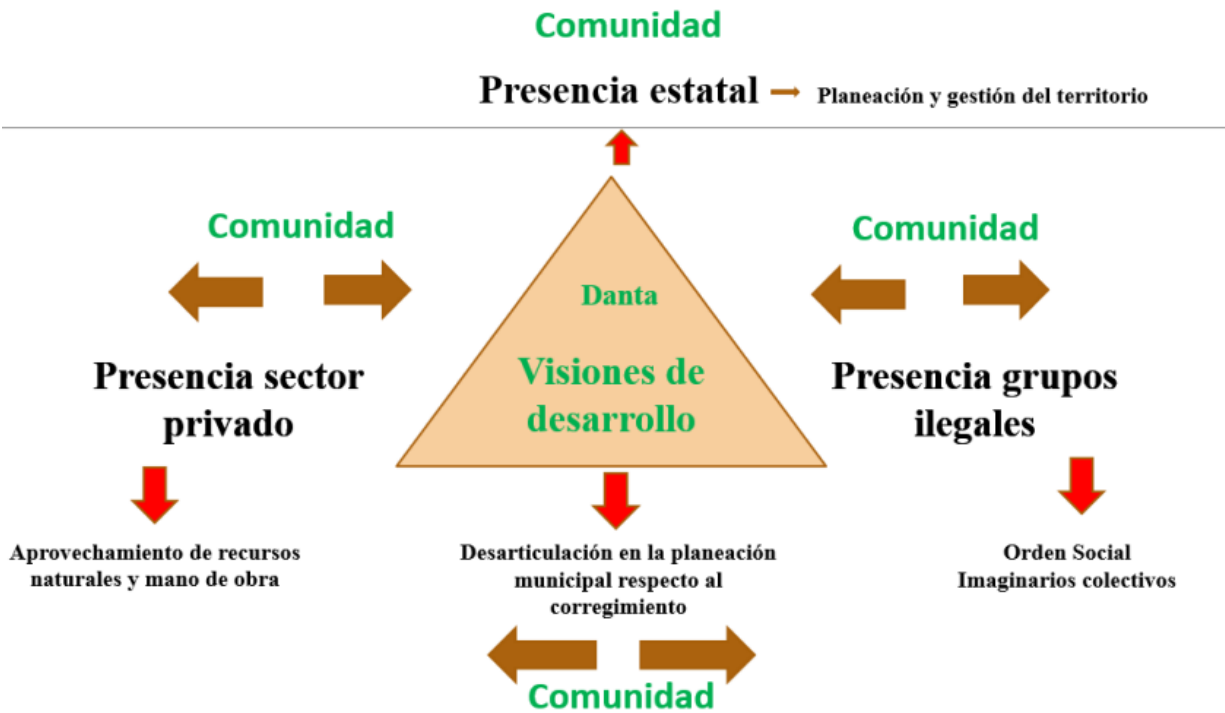 Comunidad
Presencia estatal
Planeación y gestión del territorio
Comunidad
Comunidad
Danta
Visiones de
desarrollo
Presencia sector
privado
Presencia grupos
ilegales
Aprovechamiento de recursos
naturales y mano de obra
Desarticulación en la planeación
municipal respecto al
corregimiento
Orden Social
Imaginarios colectivos
Comunidad